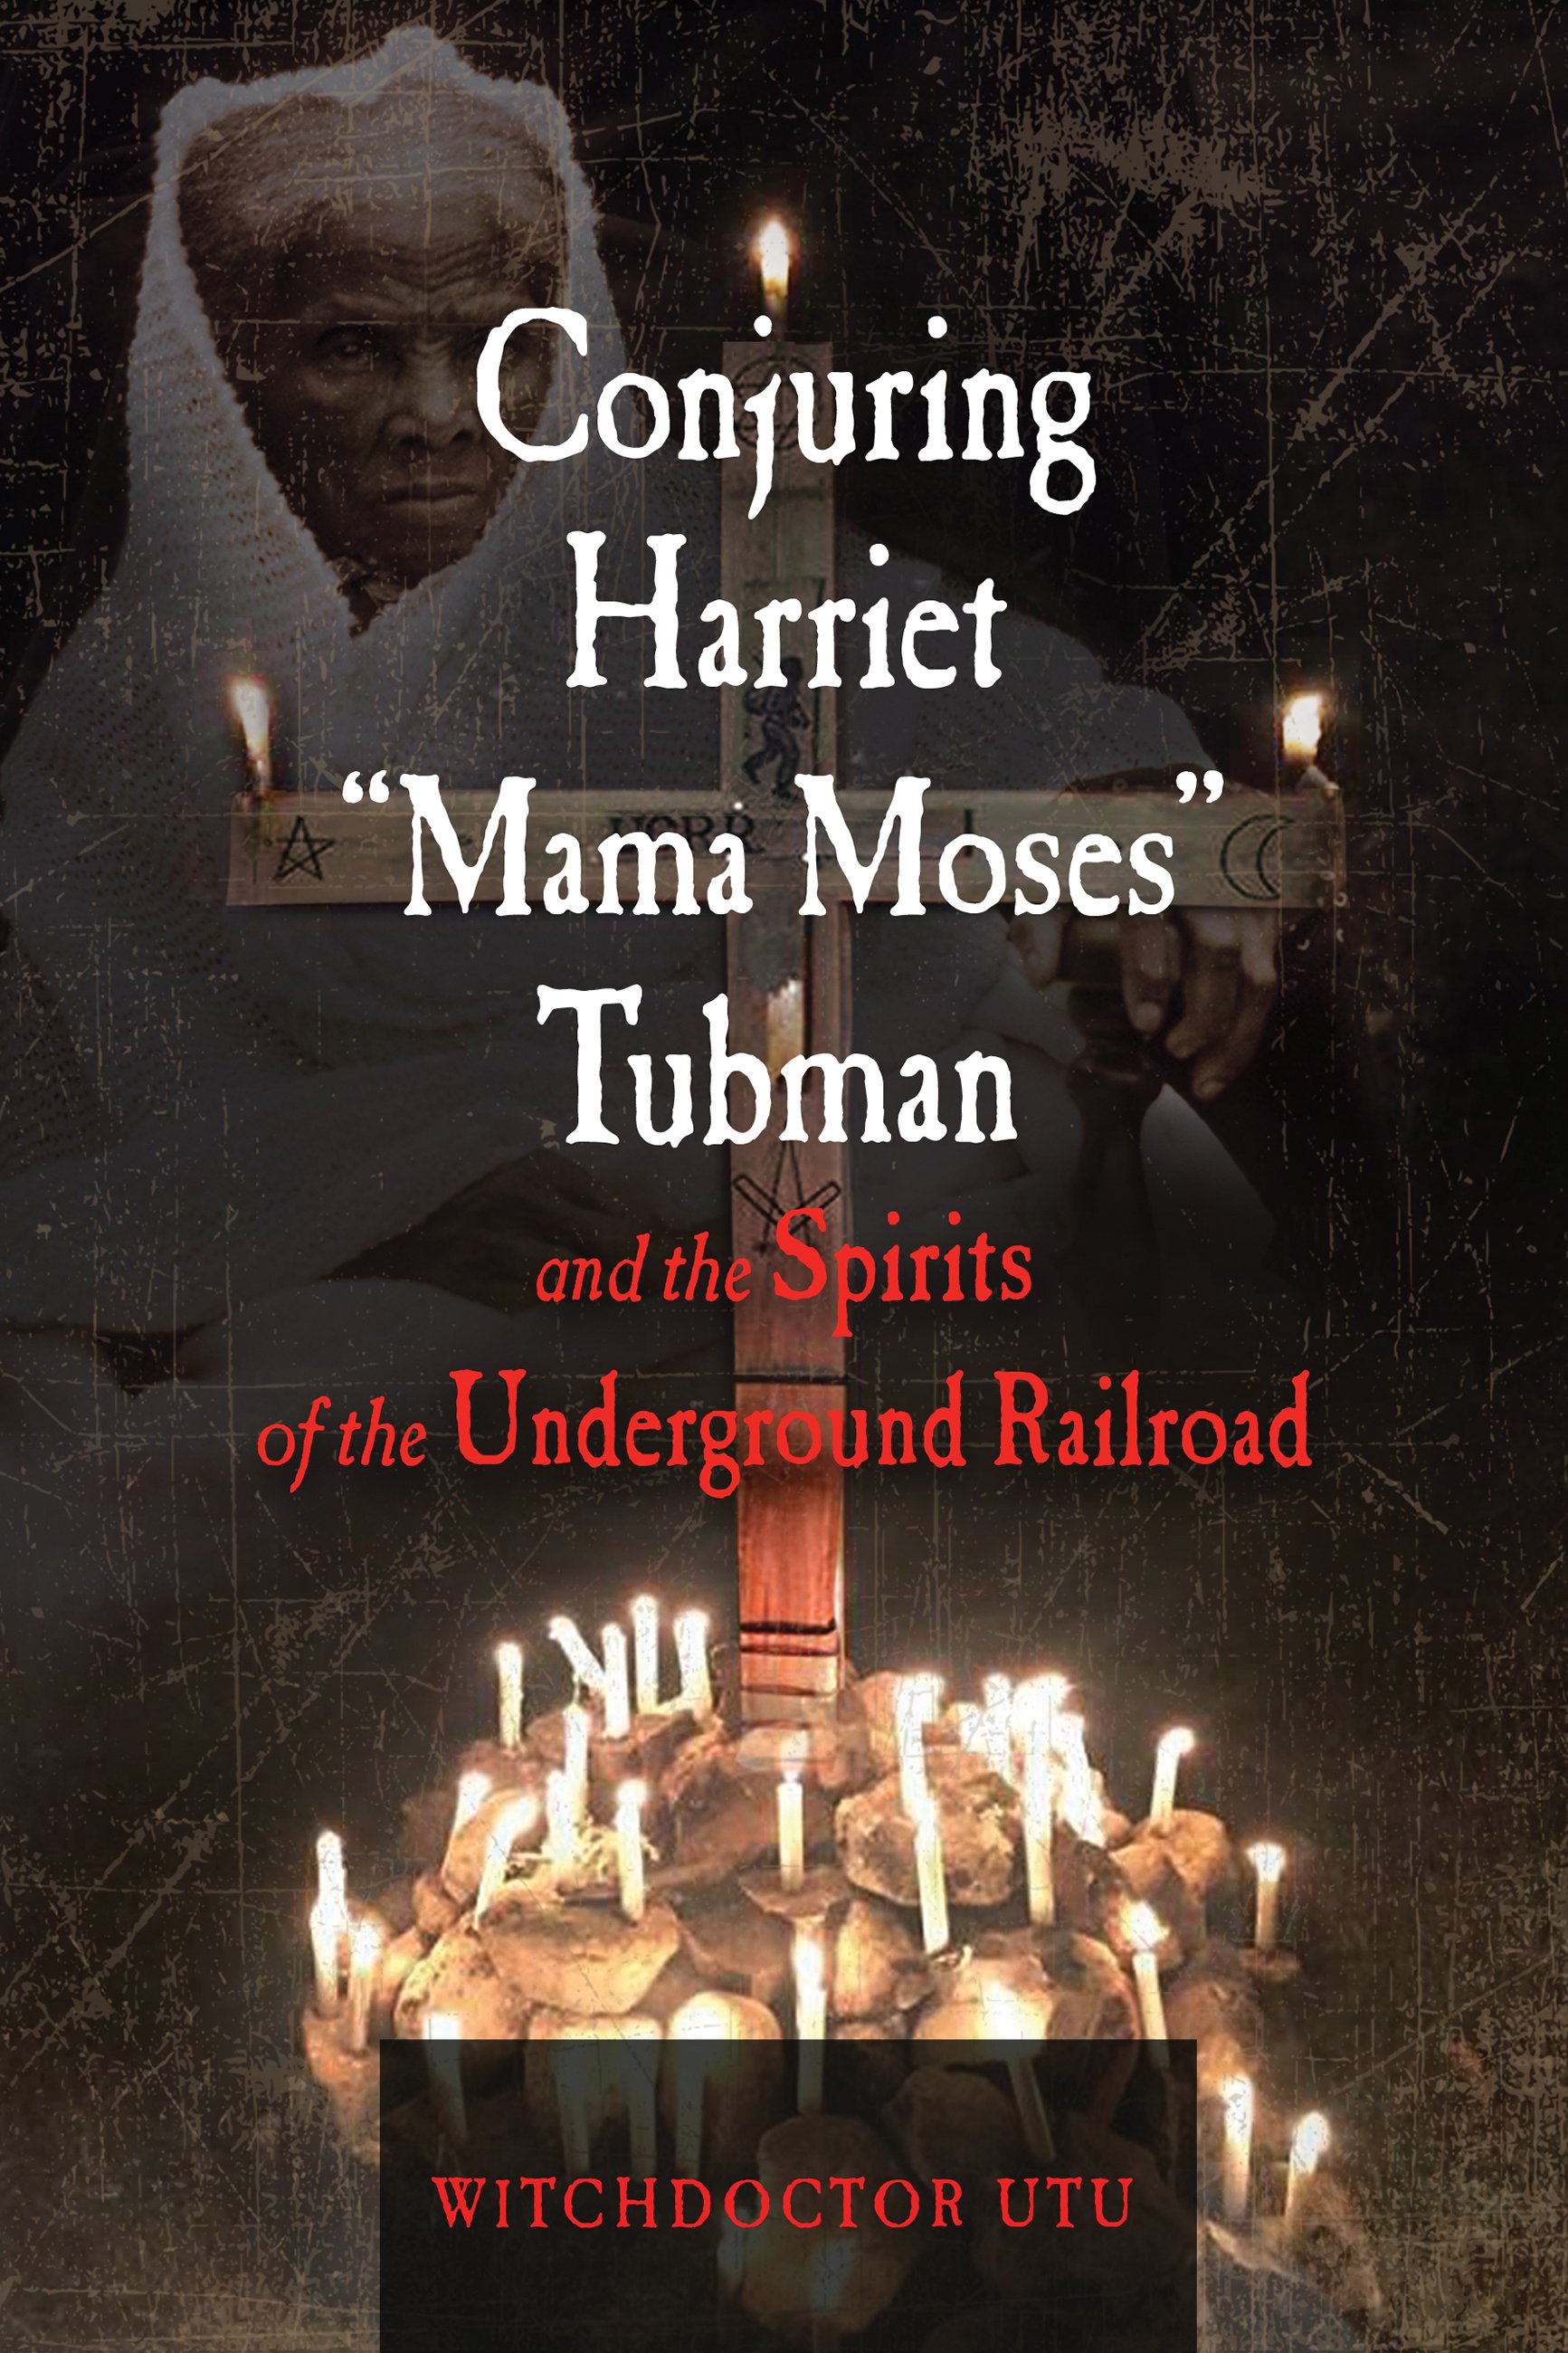 Conjuring
Harriet
“Mama Moses”
Tubman
and the Spirits
of the Underground Railroad
WITCHDOCTOR UTU